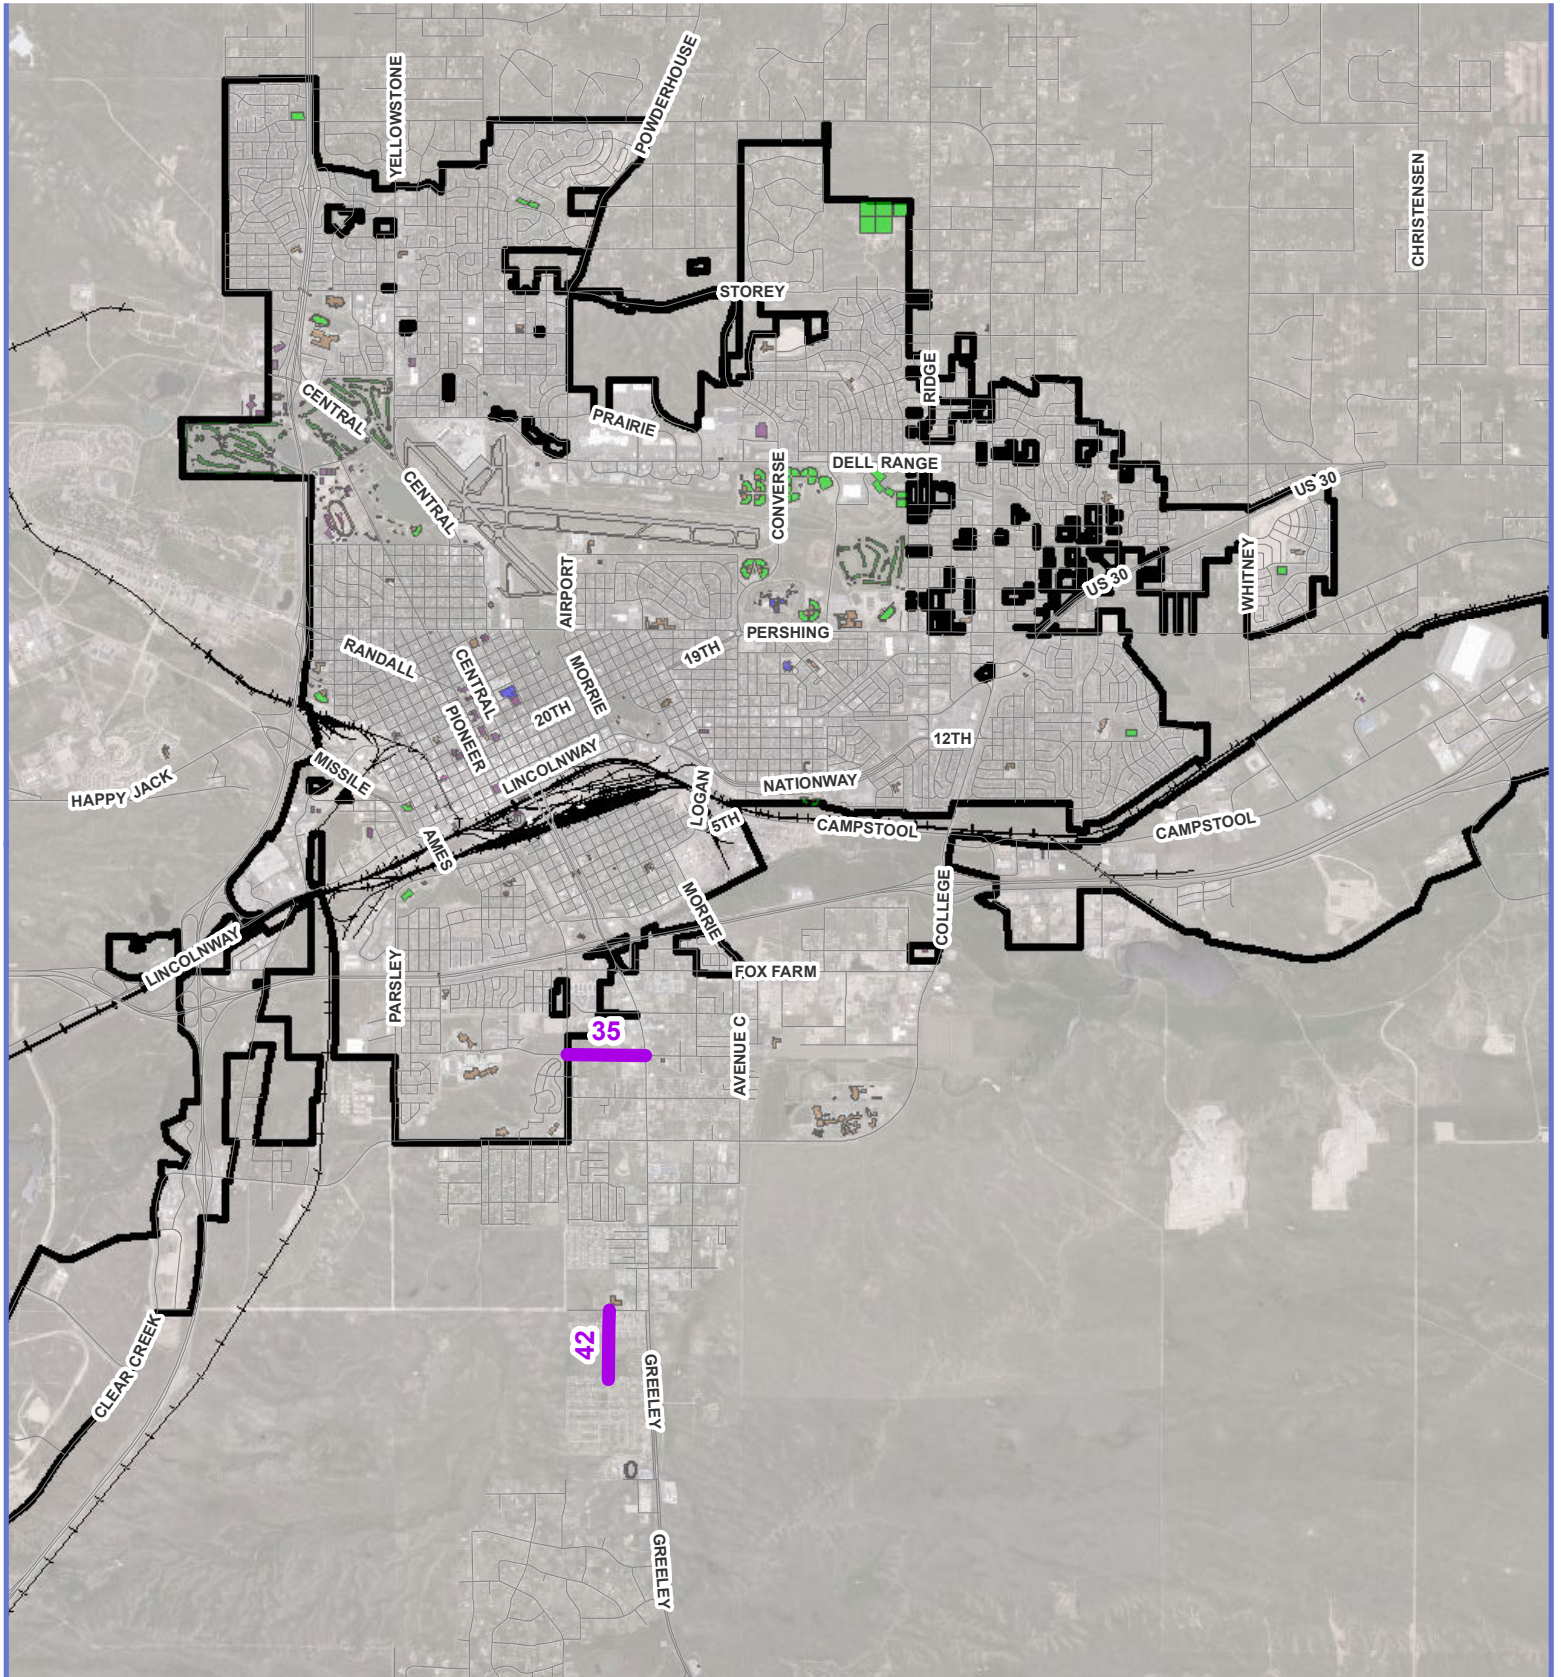 YELLOWSTONE
POWDERHOUSE
CHRISTENSEN
STOREY
RIDGE
CENTRAL
PRAIRIE
DELL RANGE
CONVERSE
CENTRAL
US 30
AIRPORT
WHITNEY
US 30
PERSHING
RANDALL
19TH
CENTRAL
MORRIE
20TH
PIONEER
12TH
LINCOLNWAY
MISSILE
HAPPY JACK
NATIONWAY
LOGAN
5TH
CAMPSTOOL
CAMPSTOOL
AMES
COLLEGE
MORRIE
LINCOLNWAY
FOX FARM
PARSLEY
35
AVENUE C
42
CLEAR CREEK
GREELEY
GREELEY